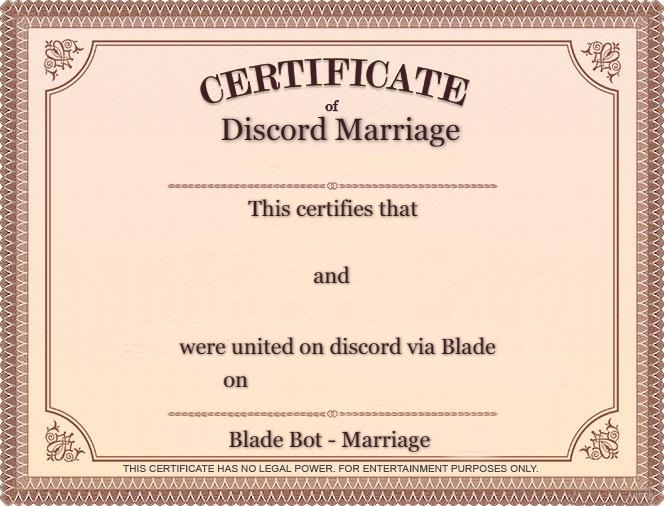 CERTIFICATE
of
Discord Marriage
This certifies that
and
were united on discord via Blade
on
Blade Bot - Marriage
THIS CERTIFICATE HAS NO LEGAL POWER. FOR ENTERTAINMENT PURPOSES ONLY.